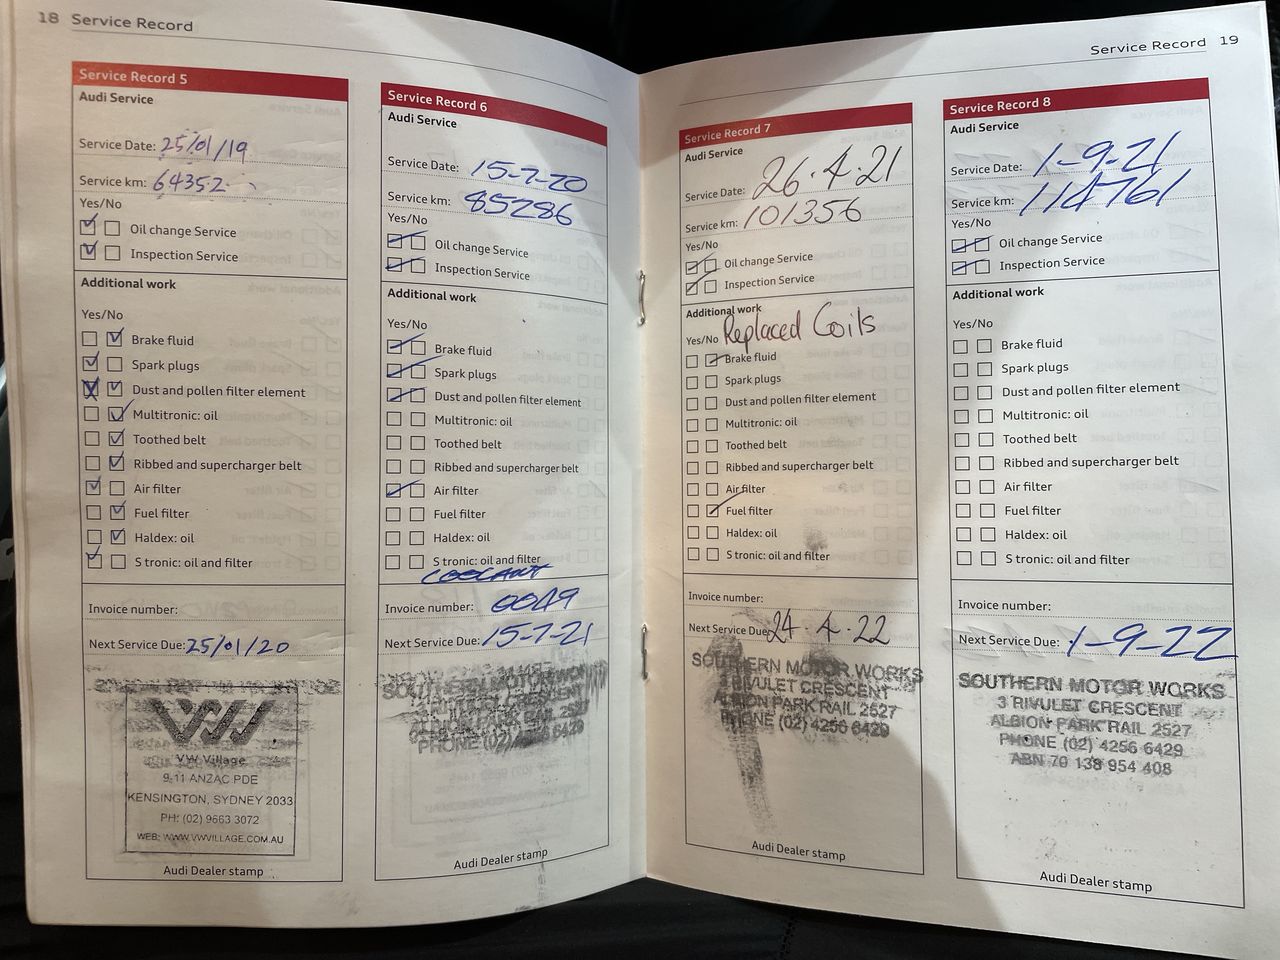 18 Service Record
Service Record 5
Audi Service
Service Date: 25/01/19
Service km: 64352
Yes/No
Oil change Service
Inspection Service
Additional work
Yes/No
Brake fluid
Spark plugs
Dust and pollen filter element
Multitronic: oil
Toothed belt
Ribbed and supercharger belt
Air filter
Fuel filter
Haldex: oil
S tronic: oil and filter
Invoice number:
Next Service Due: 25/01/20
VW Village
9-11 ANZAC PDE
KENSINGTON, SYDNEY 2033
PH: (02) 9663 3072
WEB: WWW.VWVILLAGE.COM.AU
Audi Dealer stamp
Service Record 6
Audi Service
Service Date: 15-7-20
Service km: 85286
Yes/No
Oil change Service
Inspection Service
Additional work
Yes/No
Brake fluid
Spark plugs
Dust and pollen filter element
Multitronic: oil
Toothed belt
Ribbed and supercharger belt
Air filter
Fuel filter
Haldex: oil
S tronic: oil and filter
COOLANT
Invoice number: 0049
Next Service Due: 15-7-21
SOUTHERN MOTOR
ALBION PARK RAIL
PHONE (02) 4256 6429
Audi Dealer stamp
Service Record 19
Service Record 7
Audi Service
Service Date: 26.4.21
Service km: 101356
Yes/No
Oil change Service
Inspection Service
Additional work
Replaced Coils
Yes/No
Brake fluid
Spark plugs
Dust and pollen filter element
Multitronic: oil
Toothed belt
Ribbed and supercharger belt
Air filter
Fuel filter
Haldex: oil
S tronic: oil and filter
Invoice number:
Next Service Due: 24.4.22
SOUTHERN MOTOR WORKS
3 RIVULET CRESCENT
ALBION PARK RAIL 2527
PHONE (02) 4256 6429
Audi Dealer stamp
Service Record 8
Audi Service
Service Date: 1-9-21
Service km: 114761
Yes/No
Oil change Service
Inspection Service
Additional work
Yes/No
Brake fluid
Spark plugs
Dust and pollen filter element
Multitronic: oil
Toothed belt
Ribbed and supercharger belt
Air filter
Fuel filter
Haldex: oil
S tronic: oil and filter
Invoice number:
Next Service Due: 1-9-22
SOUTHERN MOTOR WORKS
3 RIVULET CRESCENT
ALBION PARK RAIL 2527
PHONE (02) 4256 6429
ABN 79 138 954 408
Audi Dealer stamp